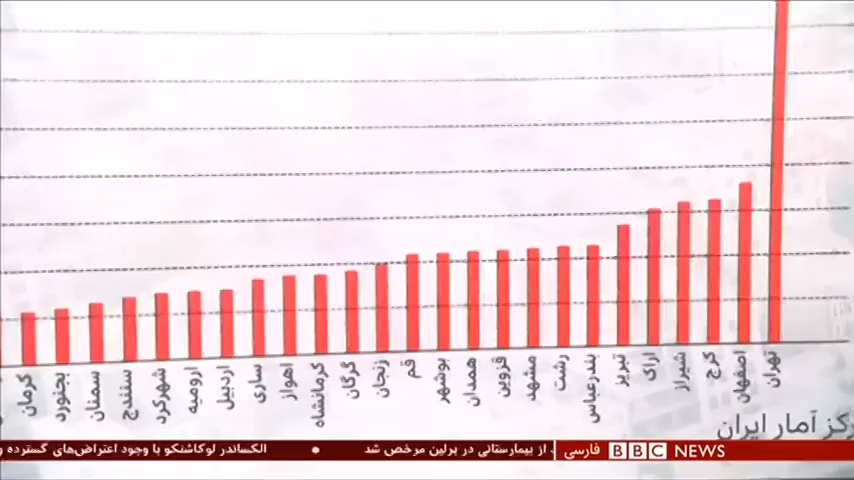 کرمان
بجنورد
سمنان
سنندج
شهرکرد
ارومیه
اردبیل
ساری
اهواز
کرمانشاه
گرگان
زنجان
قم
بوشهر
همدان
قزوین
مشهد
رشت
بندرعباس
تبریز
اراک
شیراز
کرج
اصفهان
تهران
رکز آمار ایران
BBC NEWS فارسی
از بیمارستانی در برلین مرخص شد • الکساندر لوکاشنکو با وجود اعتراض‌های گسترده و